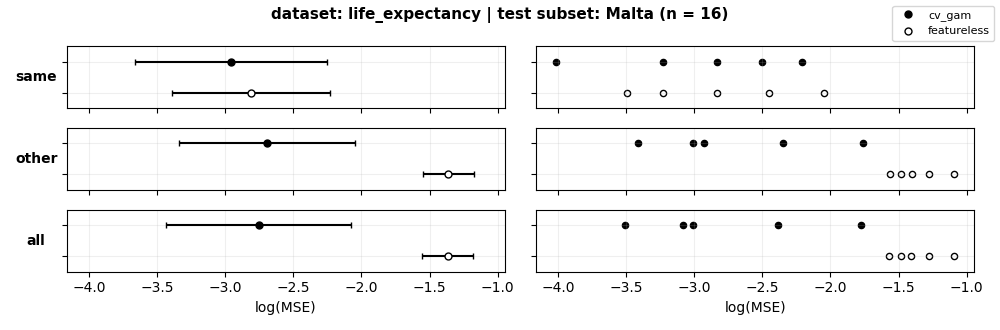 dataset: life_expectancy | test subset: Malta (n = 16)
cv_gam
featureless
same
other
all
−4.0 −3.5 −3.0 −2.5 −2.0 −1.5 −1.0
−4.0 −3.5 −3.0 −2.5 −2.0 −1.5 −1.0
log(MSE)
log(MSE)